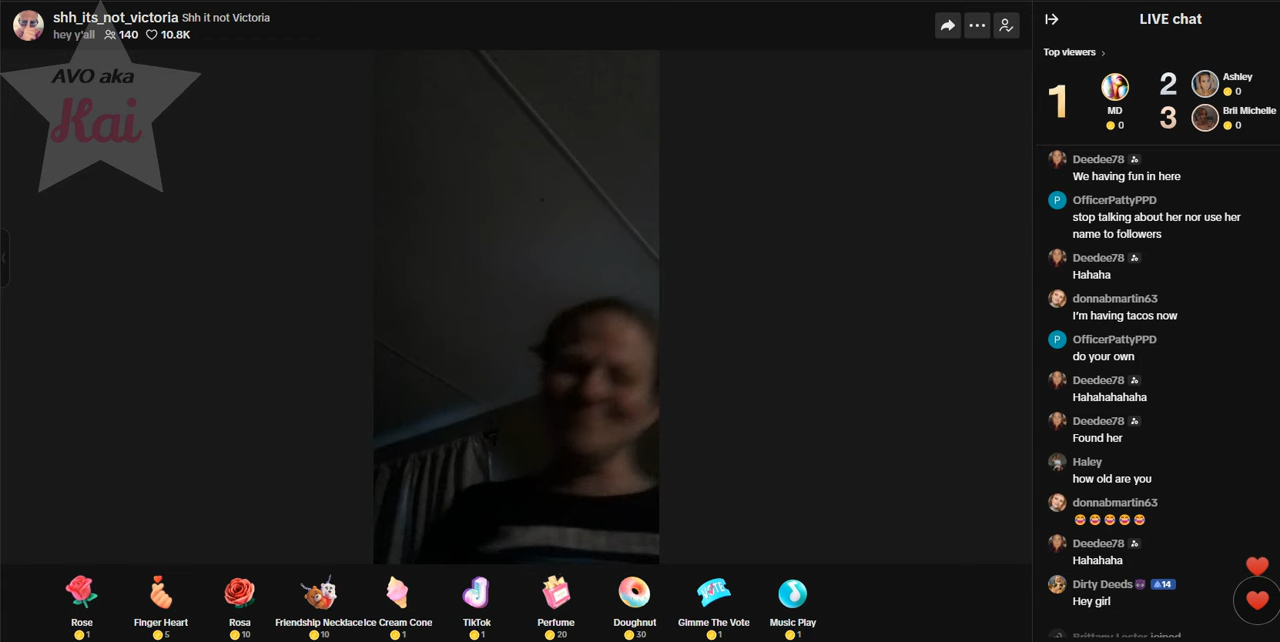 shh_its_not_victoria Shh it not Victoria
hey y'all 140 10.8K
AVO aka
Kai
LIVE chat
Top viewers
1
MD
0
2
Ashley
0
3
Brii Michelle
0
Deedee78
We having fun in here
P OfficerPattyPPD
stop talking about her nor use her
name to followers
Deedee78
Hahaha
donnabmartin63
I'm having tacos now
P OfficerPattyPPD
do your own
Deedee78
Hahahahahaha
Deedee78
Found her
Haley
how old are you
donnabmartin63
Deedee78
Hahahaha
Dirty Deeds 14
Hey girl
Brittany Lester joined
Rose Finger Heart Rosa Friendship Necklace Ice Cream Cone TikTok Perfume Doughnut Gimme The Vote Music Play
1 5 10 10 1 1 20 30 1 1